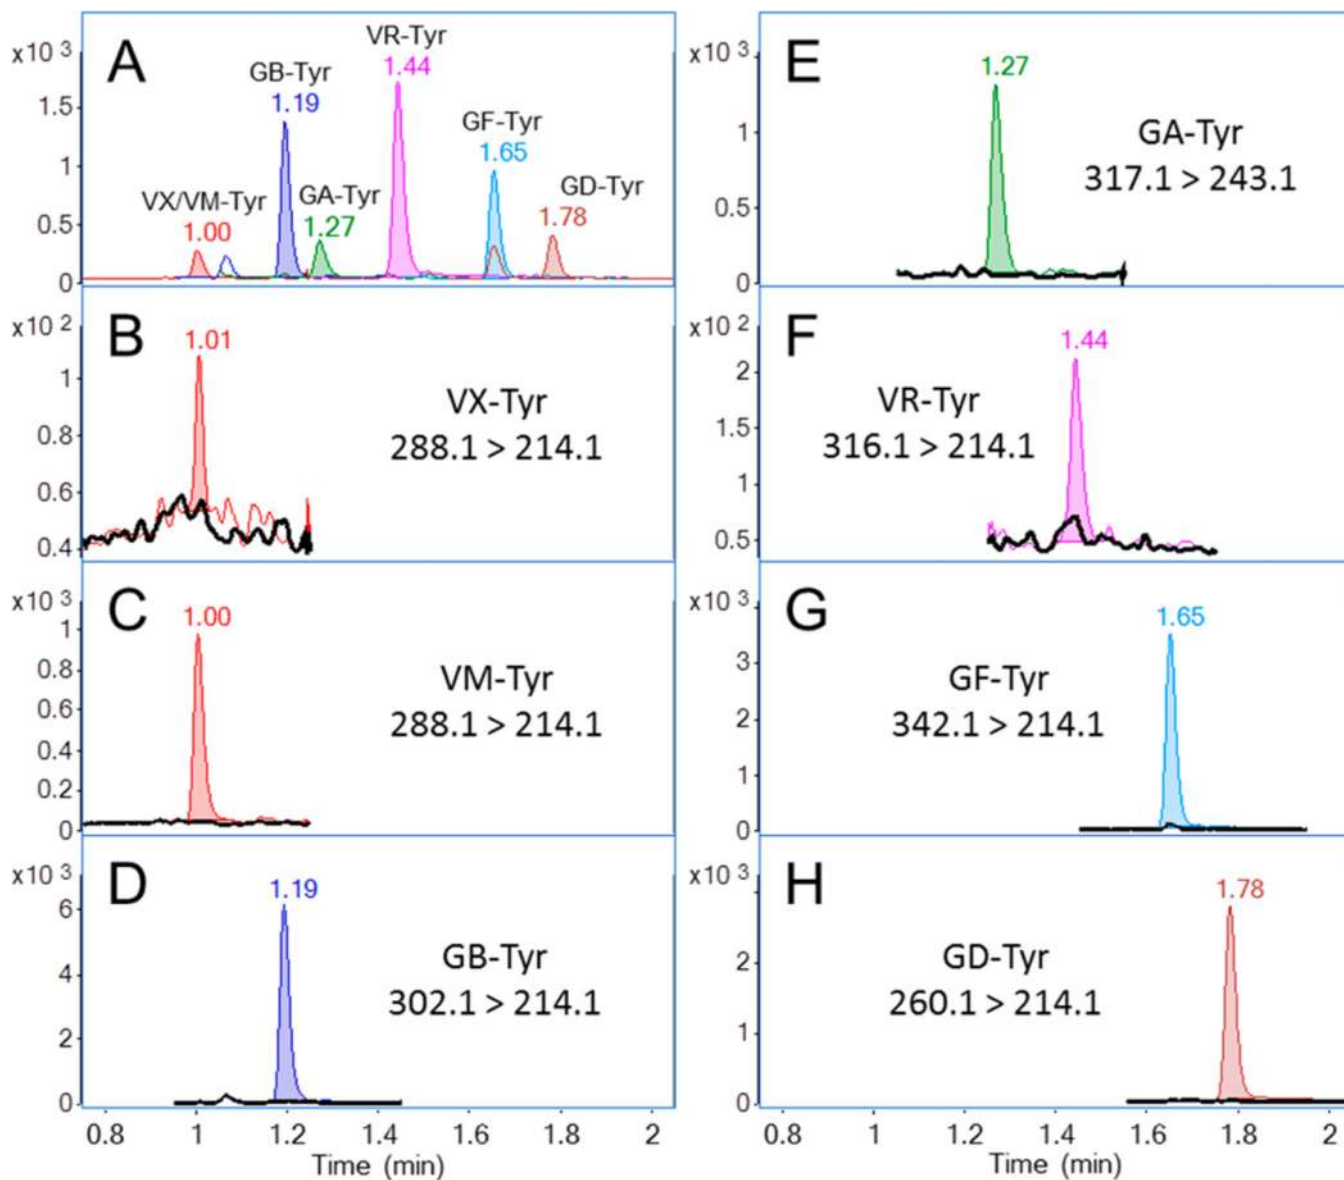 x10 3
A
VR-Tyr
1.44
GB-Tyr
1.19
GF-Tyr
1.65
VX/VM-Tyr
1.00
GA-Tyr
1.27
GD-Tyr
1.78
1.5
1
0.5
0
x10 2
B
1.01
VX-Tyr
288.1 > 214.1
1
0.8
0.6
0.4
x10 3
C
1.00
VM-Tyr
288.1 > 214.1
1
0.8
0.6
0.4
0.2
0
x10 3
D
1.19
GB-Tyr
302.1 > 214.1
6
4
2
0
0.8 1 1.2 1.4 1.6 1.8 2
Time (min)
x10 3
E
1.27
GA-Tyr
317.1 > 243.1
1
0.5
0
x10 2
F
1.44
VR-Tyr
316.1 > 214.1
2
1.5
1
0.5
x10 3
G
1.65
GF-Tyr
342.1 > 214.1
3
2
1
0
x10 3
H
1.78
GD-Tyr
260.1 > 214.1
2
1
0
0.8 1 1.2 1.4 1.6 1.8 2
Time (min)